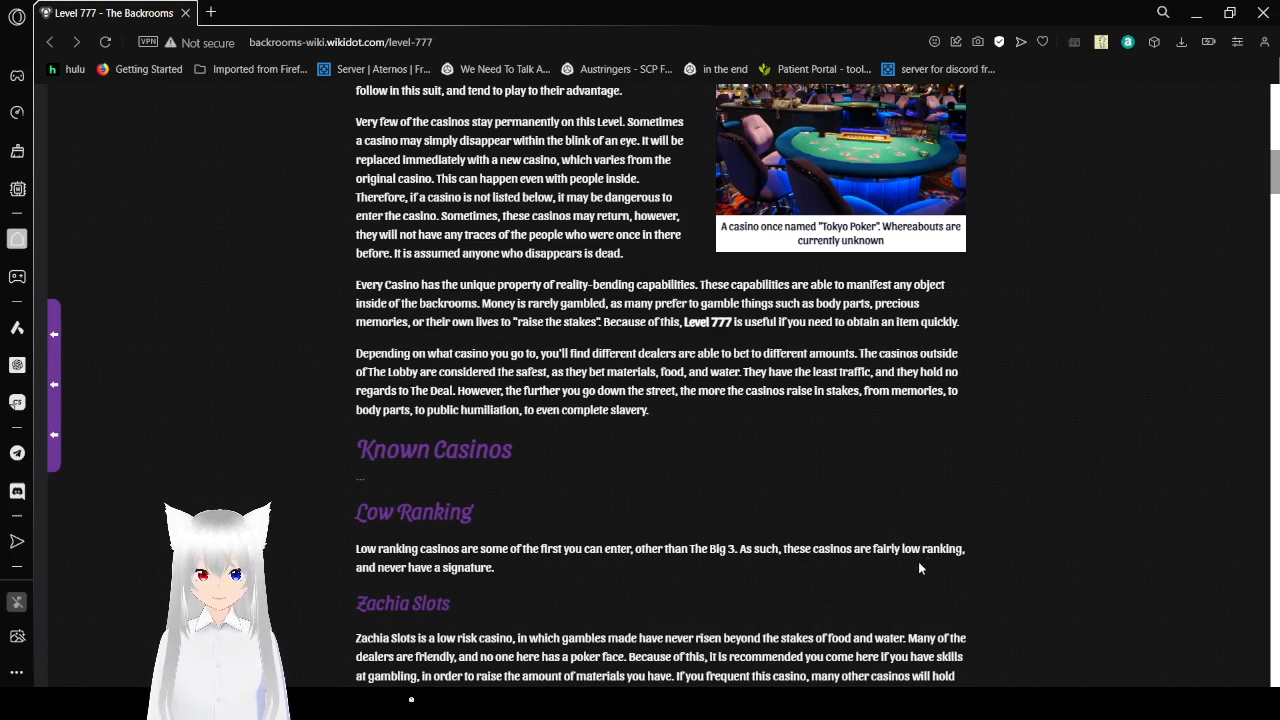 Level 777 | The Backrooms
VPN
Not secure
backrooms-wiki.wikidot.com/level-777
hulu
Getting Started
Imported from Firef...
Server | Aternos | Fr...
We Need To Talk A...
Austringers - SCP F...
in the end
Patient Portal - tool...
server for discord fr...
follow in this suit, and tend to play to their advantage.
Very few of the casinos stay permanently on this Level. Sometimes
a casino may simply disappear within the blink of an eye. It will be
replaced immediately with a new casino, which varies from the
original casino. This can happen even with people inside.
Therefore, if a casino is not listed below, it may be dangerous to
enter the casino. Sometimes, these casinos may return, however,
they will not have any traces of the people who were once in there
before. It is assumed anyone who disappears is dead.
A casino once named "Tokyo Poker". Whereabouts are
currently unknown
Every Casino has the unique property of reality-bending capabilities. These capabilities are able to manifest any object
inside of the backrooms. Money is rarely gambled, as many prefer to gamble things such as body parts, precious
memories, or their own lives to "raise the stakes". Because of this, Level 777 is useful if you need to obtain an item quickly.
Depending on what casino you go to, you'll find different dealers are able to bet to different amounts. The casinos outside
of The Lobby are considered the safest, as they bet materials, food, and water. They have the least traffic, and they hold no
regards to The Deal. However, the further you go down the street, the more the casinos raise in stakes, from memories, to
body parts, to public humiliation, to even complete slavery.
Known Casinos
...
Low Ranking
Low ranking casinos are some of the first you can enter, other than The Big 3. As such, these casinos are fairly low ranking,
and never have a signature.
Zachia Slots
Zachia Slots is a low risk casino, in which gambles made have never risen beyond the stakes of food and water. Many of the
dealers are friendly, and no one here has a poker face. Because of this, it is recommended you come here if you have skills
at gambling, in order to raise the amount of materials you have. If you frequent this casino, many other casinos will hold